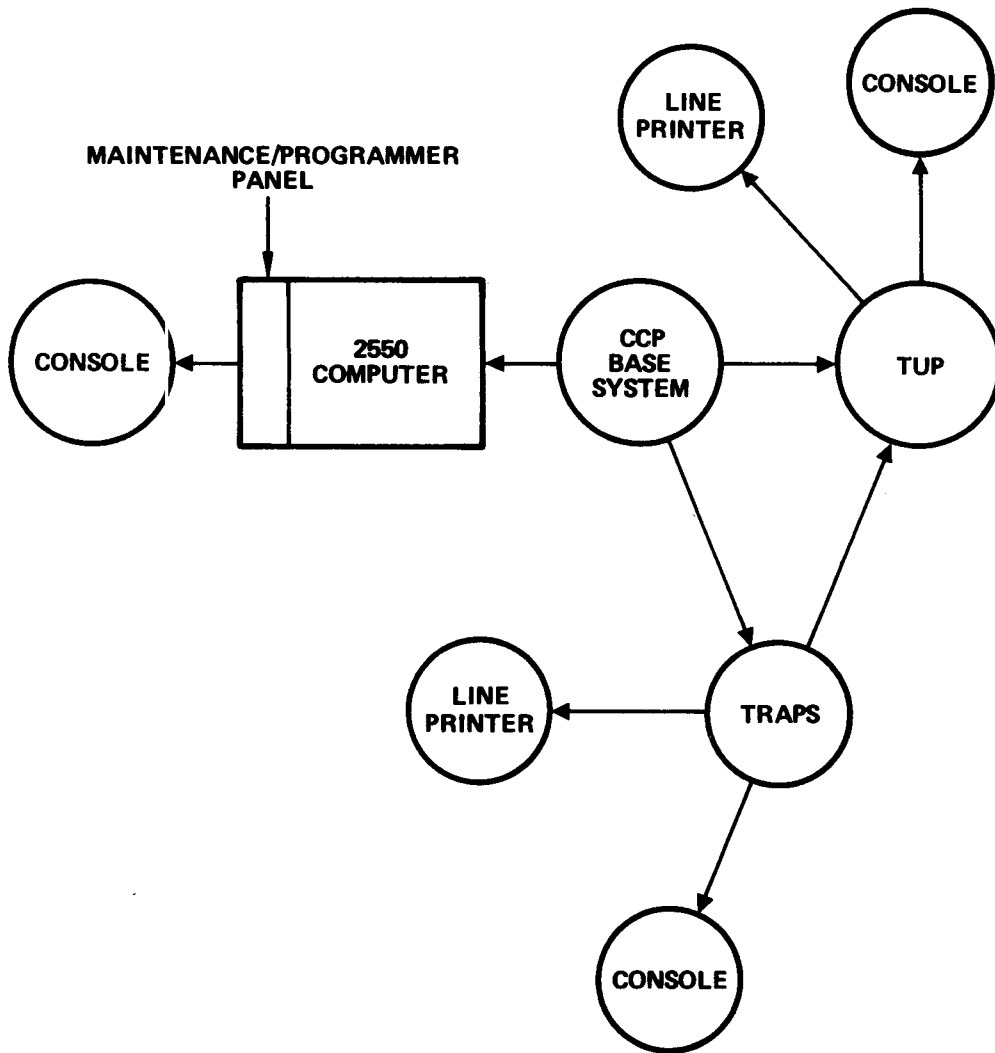 CONSOLE
LINE
PRINTER
MAINTENANCE/PROGRAMMER
PANEL
CONSOLE
2550
COMPUTER
CCP
BASE
SYSTEM
TUP
LINE
PRINTER
TRAPS
CONSOLE